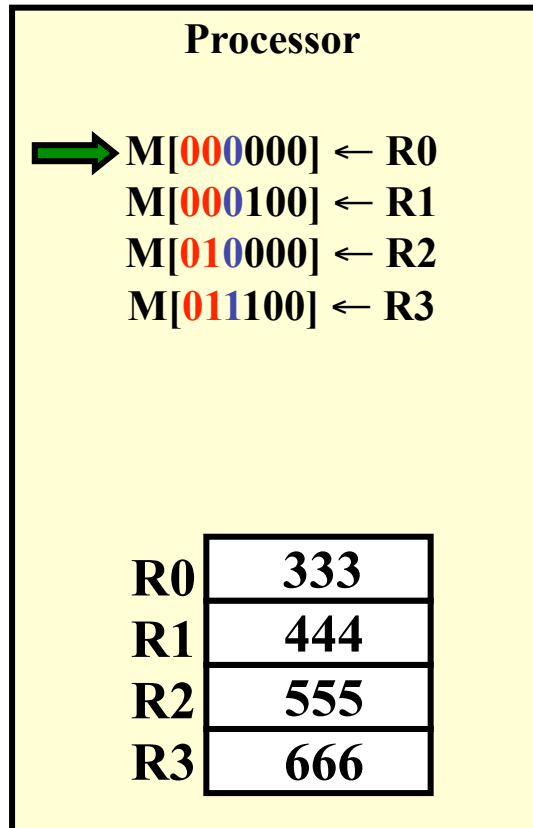 Processor
M[000000] ← R0
M[000100] ← R1
M[010000] ← R2
M[011100] ← R3
R0 333
R1 444
R2 555
R3 666